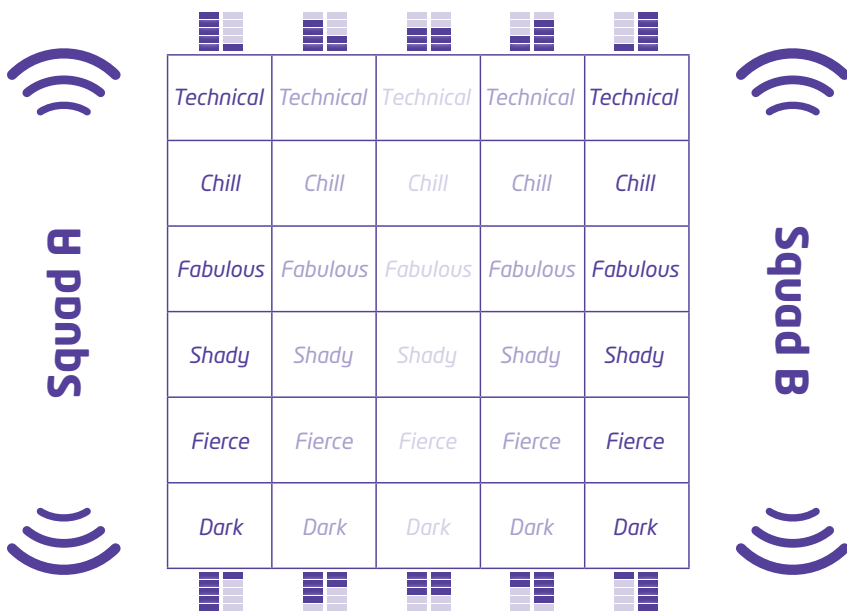 Technical Technical Technical Technical Technical
Chill Chill Chill Chill Chill
Fabulous Fabulous Fabulous Fabulous Fabulous
Shady Shady Shady Shady Shady
Fierce Fierce Fierce Fierce Fierce
Dark Dark Dark Dark Dark
Squad A
Squad B